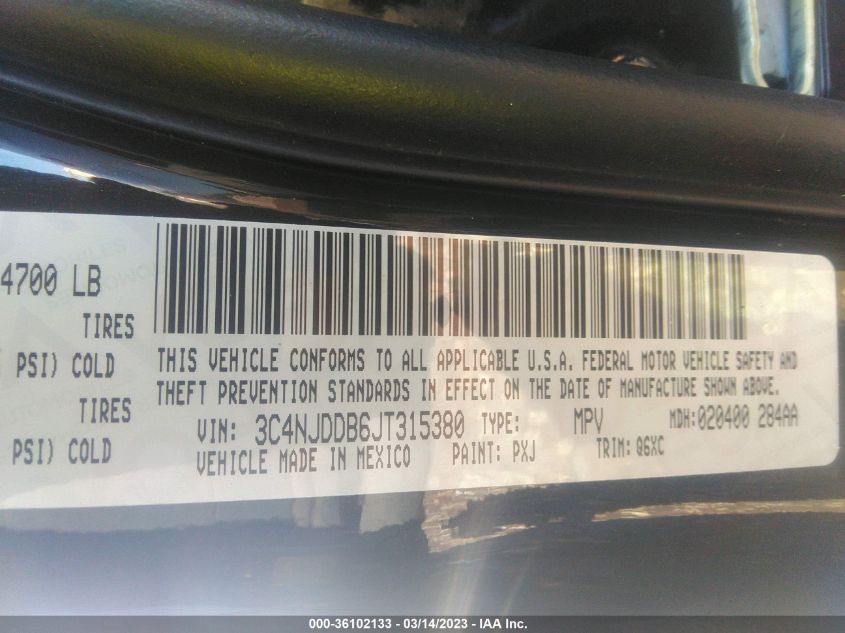 4700 LB
TIRES
PSI) COLD
TIRES
PSI) COLD
THIS VEHICLE CONFORMS TO ALL APPLICABLE U.S.A. FEDERAL MOTOR VEHICLE SAFETY AND
THEFT PREVENTION STANDARDS IN EFFECT ON THE DATE OF MANUFACTURE SHOWN ABOVE.
VIN: 3C4NJDDB6JT315380 TYPE: MPV MDH:020400 284AA
VEHICLE MADE IN MEXICO PAINT: PXJ TRIM: Q6XC
000-36102133 - 03/14/2023 - IAA Inc.